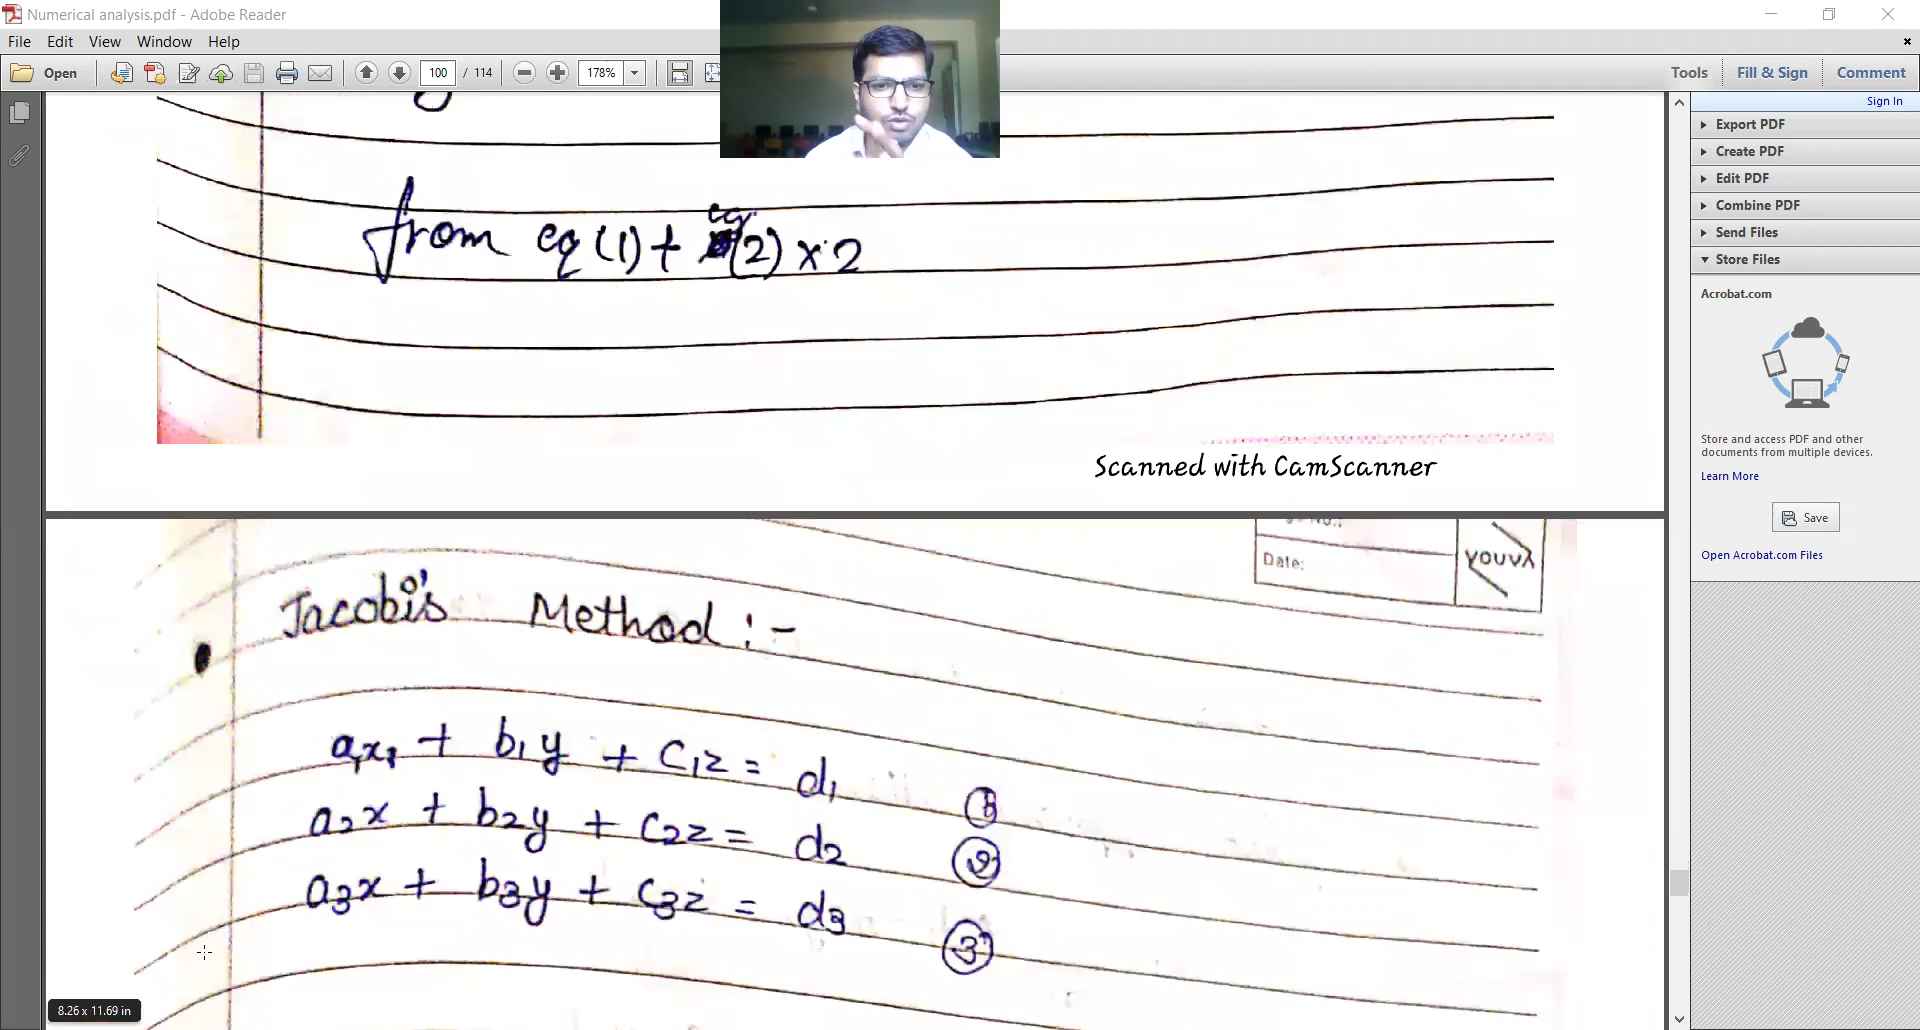 Numerical analysis.pdf - Adobe Reader
File Edit View Window Help
Open 100 / 114 178% Tools Fill & Sign Comment
Sign In
Export PDF
Create PDF
Edit PDF
Combine PDF
Send Files
Store Files
Acrobat.com
Store and access PDF and other
documents from multiple devices.
Learn More
Save
Open Acrobat.com Files
from eq (1) + eq (2) x 2
Scanned with CamScanner
Date:
YOUVA
Jacobi's Method :-
a₁x₁ + b₁y + c₁z = d₁ ①
a₂x + b₂y + c₂z = d₂ ②
a₃x + b₃y + c₃z = d₃ ③
8.26 x 11.69 in